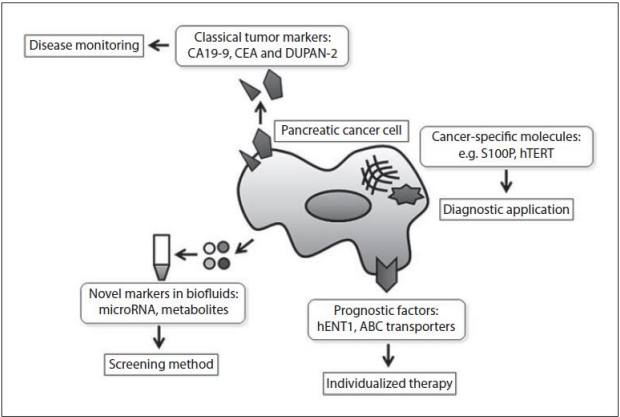 Classical tumor markers:
CA19-9, CEA and DUPAN-2
Disease monitoring
Pancreatic cancer cell
Cancer-specific molecules:
e.g. S100P, hTERT
Diagnostic application
Novel markers in biofluids:
microRNA, metabolites
Screening method
Prognostic factors:
hENT1, ABC transporters
Individualized therapy